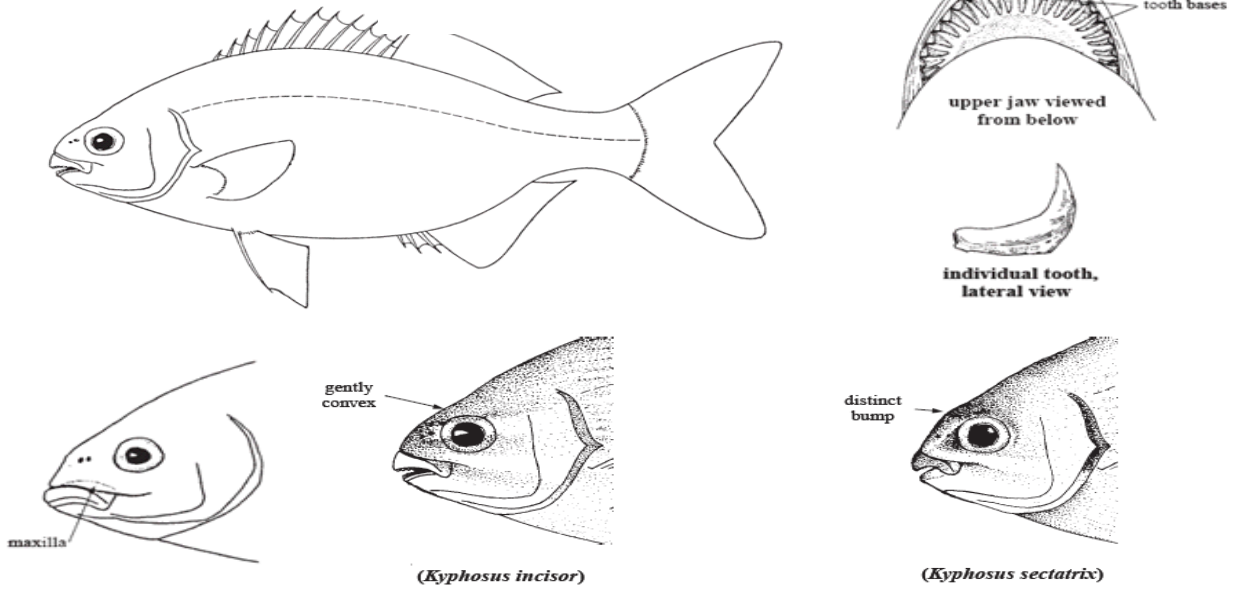 tooth bases
upper jaw viewed
from below
individual tooth,
lateral view
gently
convex
distinct
bump
maxilla
(Kyphosus incisor)
(Kyphosus sectatrix)